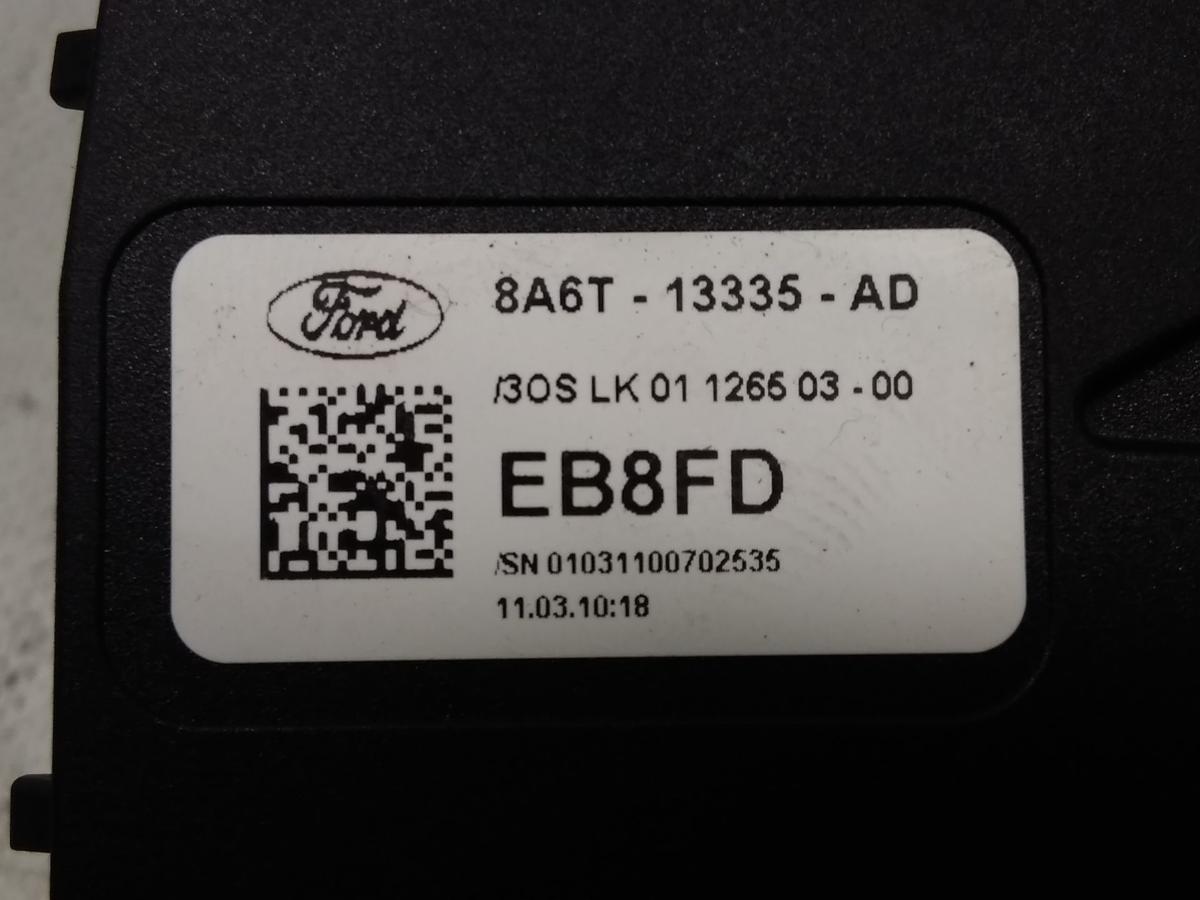 Ford
8A6T - 13335 - AD
/3OS LK 01 1265 03 - 00
EB8FD
/SN 01031100702535
11.03.10:18